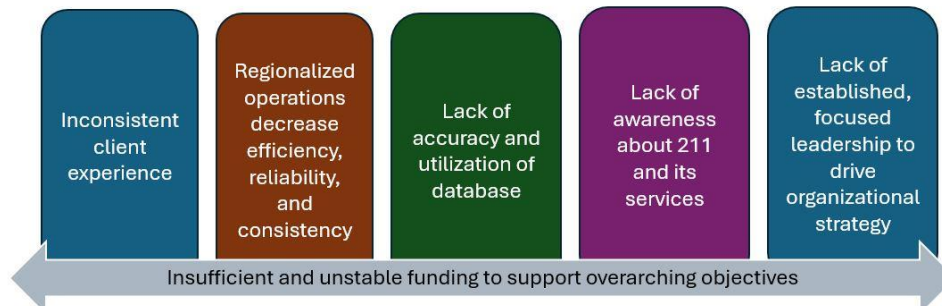 Inconsistent
client
experience
Regionalized
operations
decrease
efficiency,
reliability,
and
consistency
Lack of
accuracy and
utilization of
database
Lack of
awareness
about 211
and its
services
Lack of
established,
focused
leadership to
drive
organizational
strategy
Insufficient and unstable funding to support overarching objectives